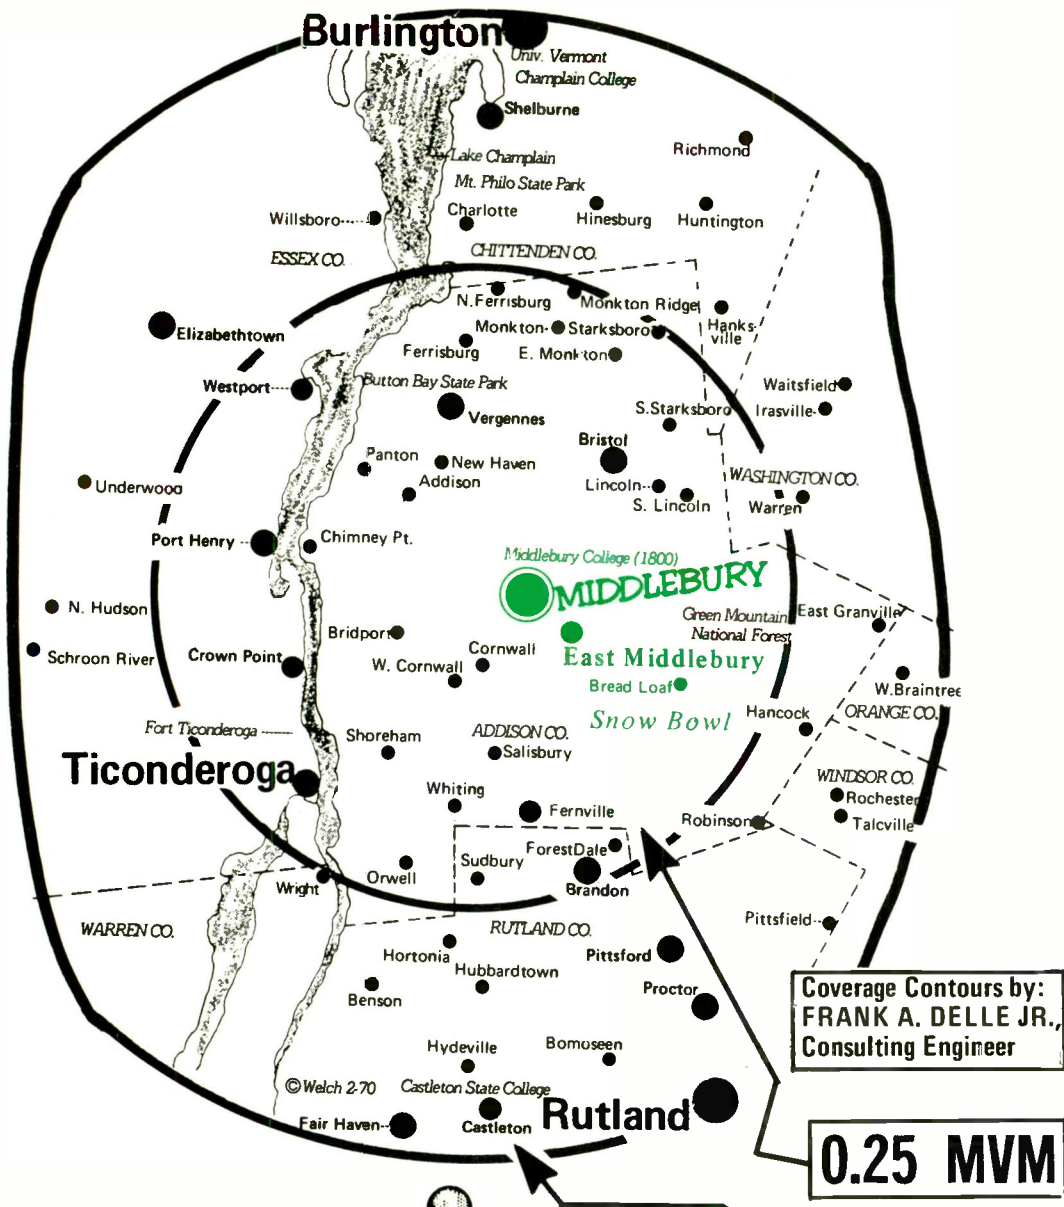 Burlington
Univ. Vermont
Champlain College
Shelburne
Richmond
Lake Champlain
Mt. Philo State Park
Willsboro
Charlotte
Hinesburg
Huntington
ESSEX CO.
CHITTENDEN CO.
N.Ferrisburg
Monkton Ridge
Elizabethtown
Monkton
Starksboro
Hanks-
ville
Ferrisburg
E. Monkton
Westport
Button Bay State Park
Waitsfield
Vergennes
S.Starksboro
Irasville
Bristol
Panton
New Haven
Underwood
Addison
Lincoln
WASHINGTON CO.
S. Lincoln
Warren
Port Henry
Chimney Pt.
Middlebury College (1800)
MIDDLEBURY
N. Hudson
Green Mountain
National Forest
East Granville
Bridport
Schroon River
Crown Point
Cornwall
W. Cornwall
East Middlebury
Bread Loaf
W.Braintree
Snow Bowl
Hancock
ORANGE CO.
Fort Ticonderoga
Shoreham
ADDISON CO.
Salisbury
Ticonderoga
WINDSOR CO.
Whiting
Rochester
Fernville
Robinson
Talcville
ForestDale
Sudbury
Orwell
Wright
Brandon
WARREN CO.
RUTLAND CO.
Pittsfield
Hortonia
Pittsford
Hubbardtown
Benson
Proctor
Coverage Contours by:
FRANK A. DELLE JR.,
Consulting Engineer
Hydeville
Bomoseen
© Welch 2-70
Castleton State College
Fair Haven
Castleton
Rutland
0.25 MVM